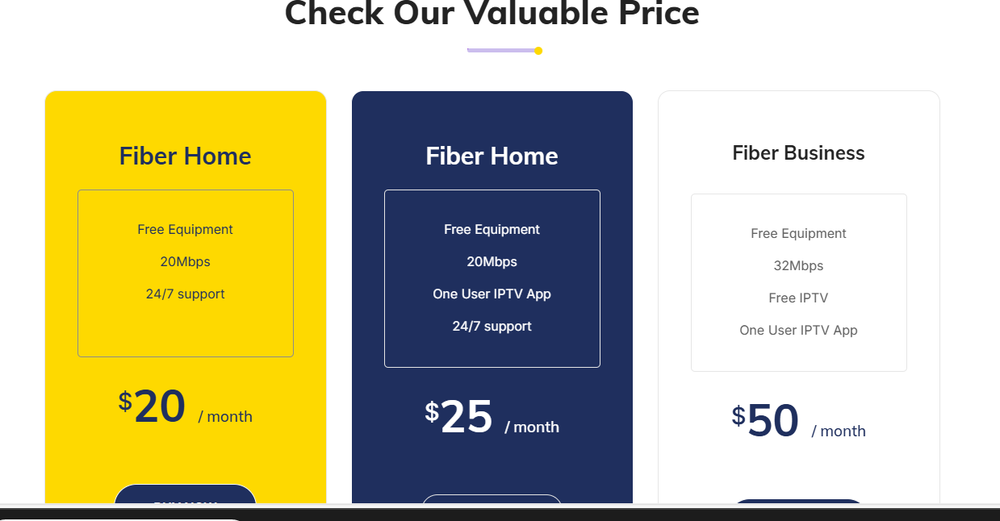 Check Our Valuable Price
Fiber Home
Free Equipment
20Mbps
24/7 support
$20 / month
Fiber Home
Free Equipment
20Mbps
One User IPTV App
24/7 support
$25 / month
Fiber Business
Free Equipment
32Mbps
Free IPTV
One User IPTV App
$50 / month